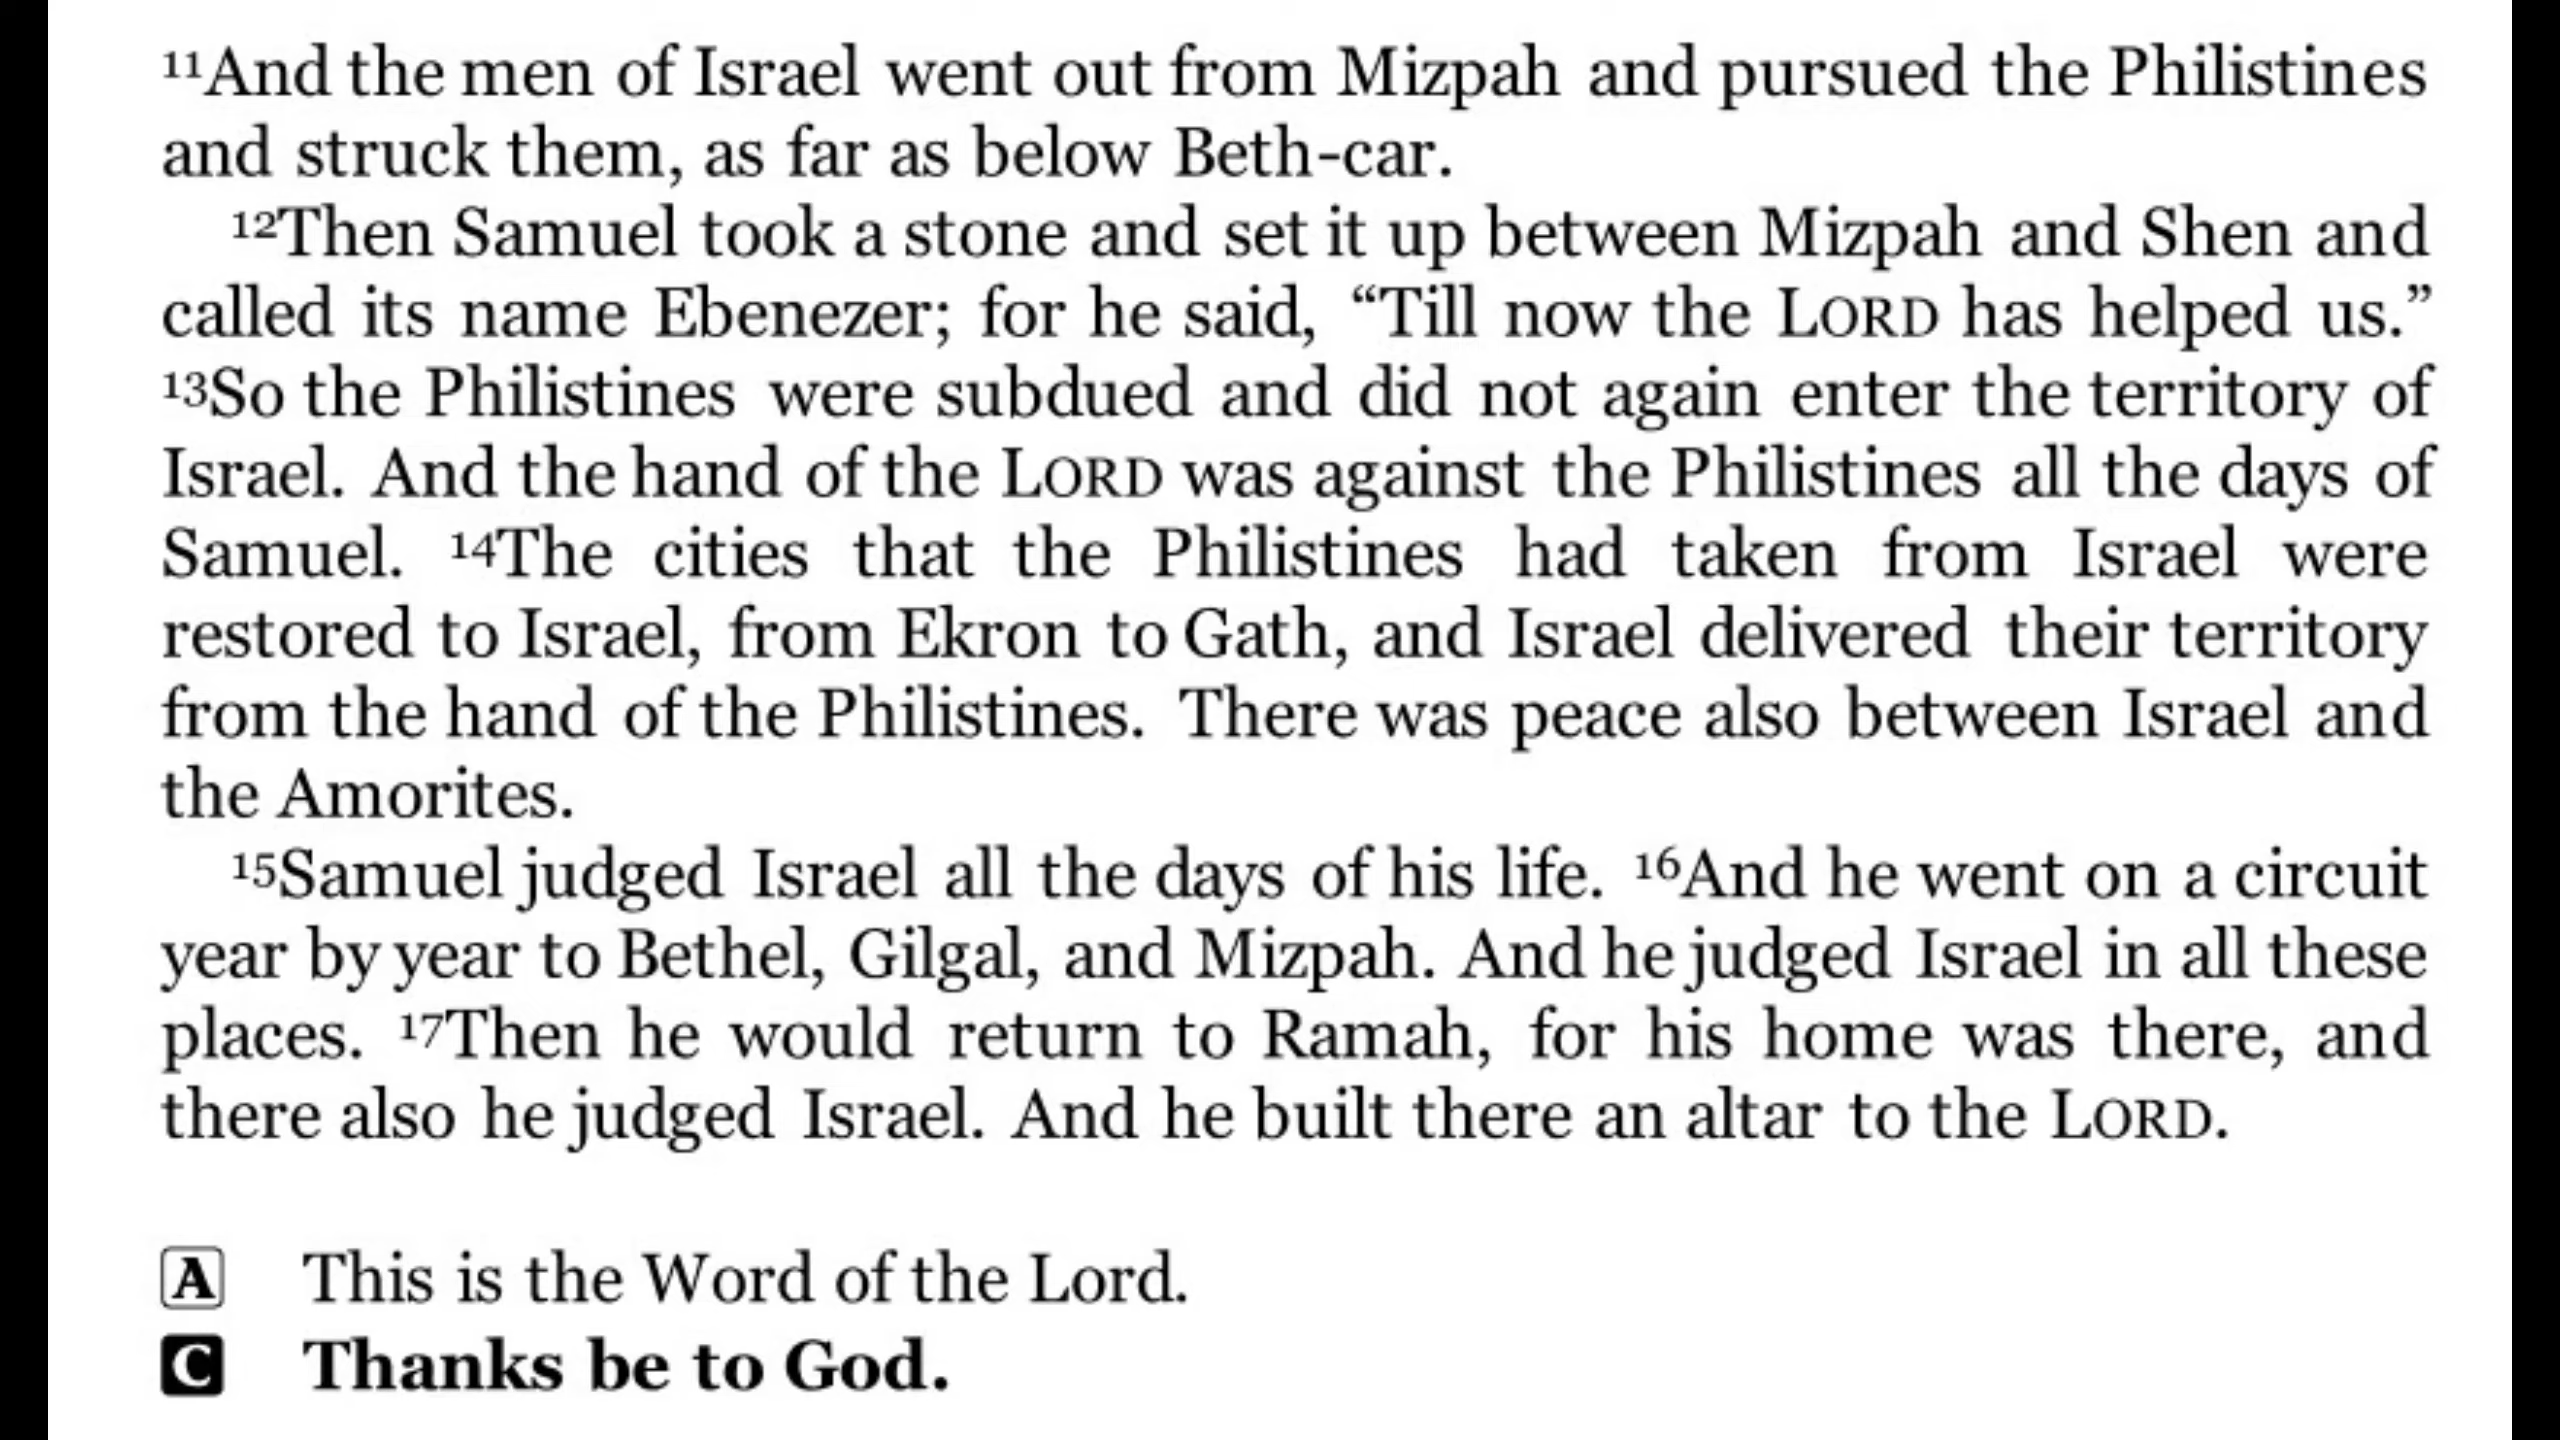 ¹¹And the men of Israel went out from Mizpah and pursued the Philistines
and struck them, as far as below Beth-car.
¹²Then Samuel took a stone and set it up between Mizpah and Shen and
called its name Ebenezer; for he said, “Till now the LORD has helped us.”
¹³So the Philistines were subdued and did not again enter the territory of
Israel. And the hand of the LORD was against the Philistines all the days of
Samuel. ¹⁴The cities that the Philistines had taken from Israel were
restored to Israel, from Ekron to Gath, and Israel delivered their territory
from the hand of the Philistines. There was peace also between Israel and
the Amorites.
¹⁵Samuel judged Israel all the days of his life. ¹⁶And he went on a circuit
year by year to Bethel, Gilgal, and Mizpah. And he judged Israel in all these
places. ¹⁷Then he would return to Ramah, for his home was there, and
there also he judged Israel. And he built there an altar to the LORD.
A This is the Word of the Lord.
C Thanks be to God.